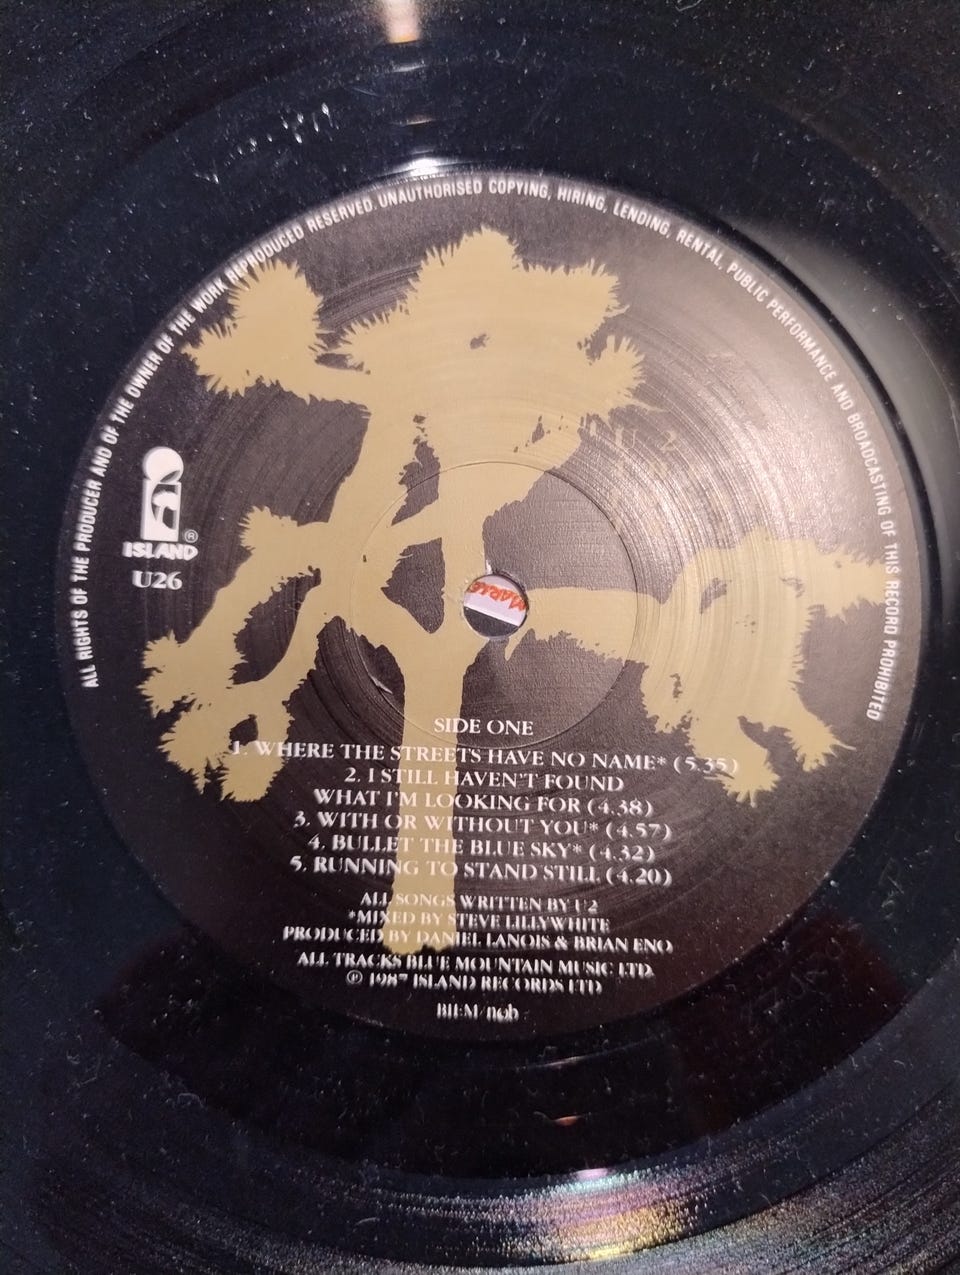 ALL RIGHTS OF THE PRODUCER AND OF THE OWNER OF THE WORK REPRODUCED RESERVED. UNAUTHORISED COPYING, HIRING, LENDING, RENTAL, PUBLIC PERFORMANCE AND BROADCASTING OF THIS RECORD PROHIBITED
U 2
ISLAND ®
U26
SIDE ONE
1. WHERE THE STREETS HAVE NO NAME* (5.35)
2. I STILL HAVEN'T FOUND
WHAT I'M LOOKING FOR (4.38)
3. WITH OR WITHOUT YOU* (4.57)
4. BULLET THE BLUE SKY* (4.32)
5. RUNNING TO STAND STILL (4.20)
ALL SONGS WRITTEN BY U2
*MIXED BY STEVE LILLYWHITE
PRODUCED BY DANIEL LANOIS & BRIAN ENO
ALL TRACKS BLUE MOUNTAIN MUSIC LTD.
℗ 1987 ISLAND RECORDS LTD
BIEM/ncb